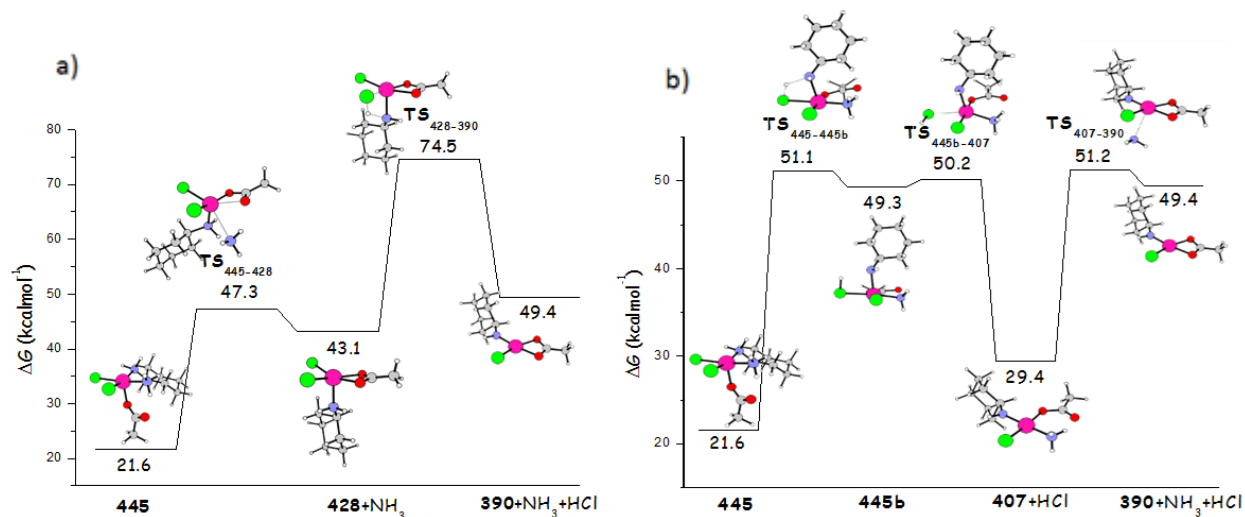 a)
ΔG (kcalmol¹)
80
70
60
50
40
30
20
21.6
TS445-428
47.3
43.1
TS428-390
74.5
49.4
445
428+NH₃
390+NH₃+HCl
b)
ΔG (kcalmol⁻¹)
50
40
30
20
21.6
TS445-445b
51.1
49.3
TS445b-407
50.2
29.4
TS407-390
51.2
49.4
445
445b
407+HCl
390+NH₃+HCl